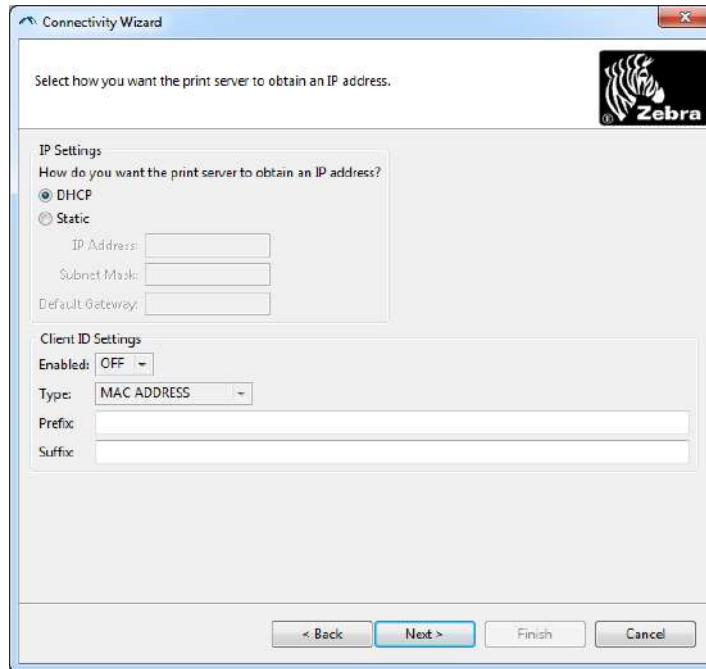 Connectivity Wizard
Select how you want the print server to obtain an IP address.
® Zebra
IP Settings
How do you want the print server to obtain an IP address?
DHCP
Static
IP Address:
Subnet Mask:
Default Gateway:
Client ID Settings
Enabled: OFF
Type: MAC ADDRESS
Prefix
Suffix
< Back Next > Finish Cancel